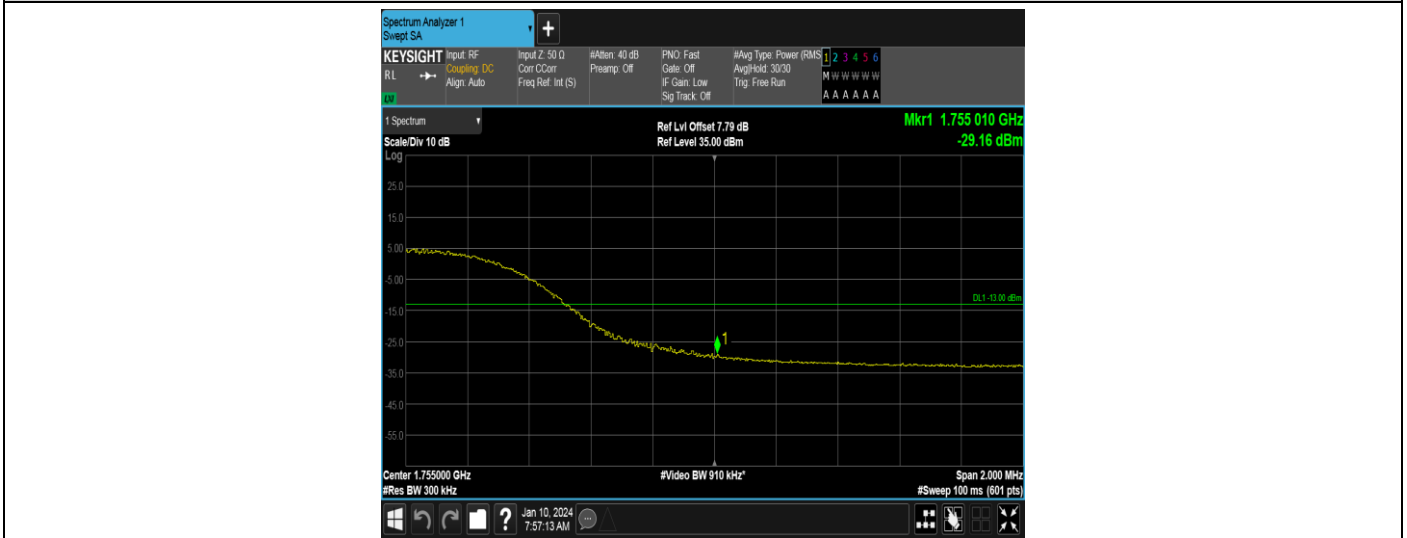 Spectrum Analyzer 1
Swept SA
+
KEYSIGHT Input: RF Input Z: 50 Ω #Atten: 40 dB PNO: Fast #Avg Type: Power (RMS 1 2 3 4 5 6
RL Coupling: DC Corr CCorr Preamp: Off Gate: Off Avg|Hold: 30/30 M W W W W W
Align: Auto Freq Ref: Int (S) IF Gain: Low Trig: Free Run
Sig Track: Off A A A A A A
1 Spectrum Ref Lvl Offset 7.79 dB Mkr1 1.755 010 GHz
Scale/Div 10 dB Ref Level 35.00 dBm -29.16 dBm
Log
25.0
15.0
5.00
-5.00
DL1 -13.00 dBm
-15.0
-25.0
1
-35.0
-45.0
-55.0
Center 1.755000 GHz #Video BW 910 kHz* Span 2.000 MHz
#Res BW 300 kHz #Sweep 100 ms (601 pts)
? Jan 10, 2024
7:57:13 AM